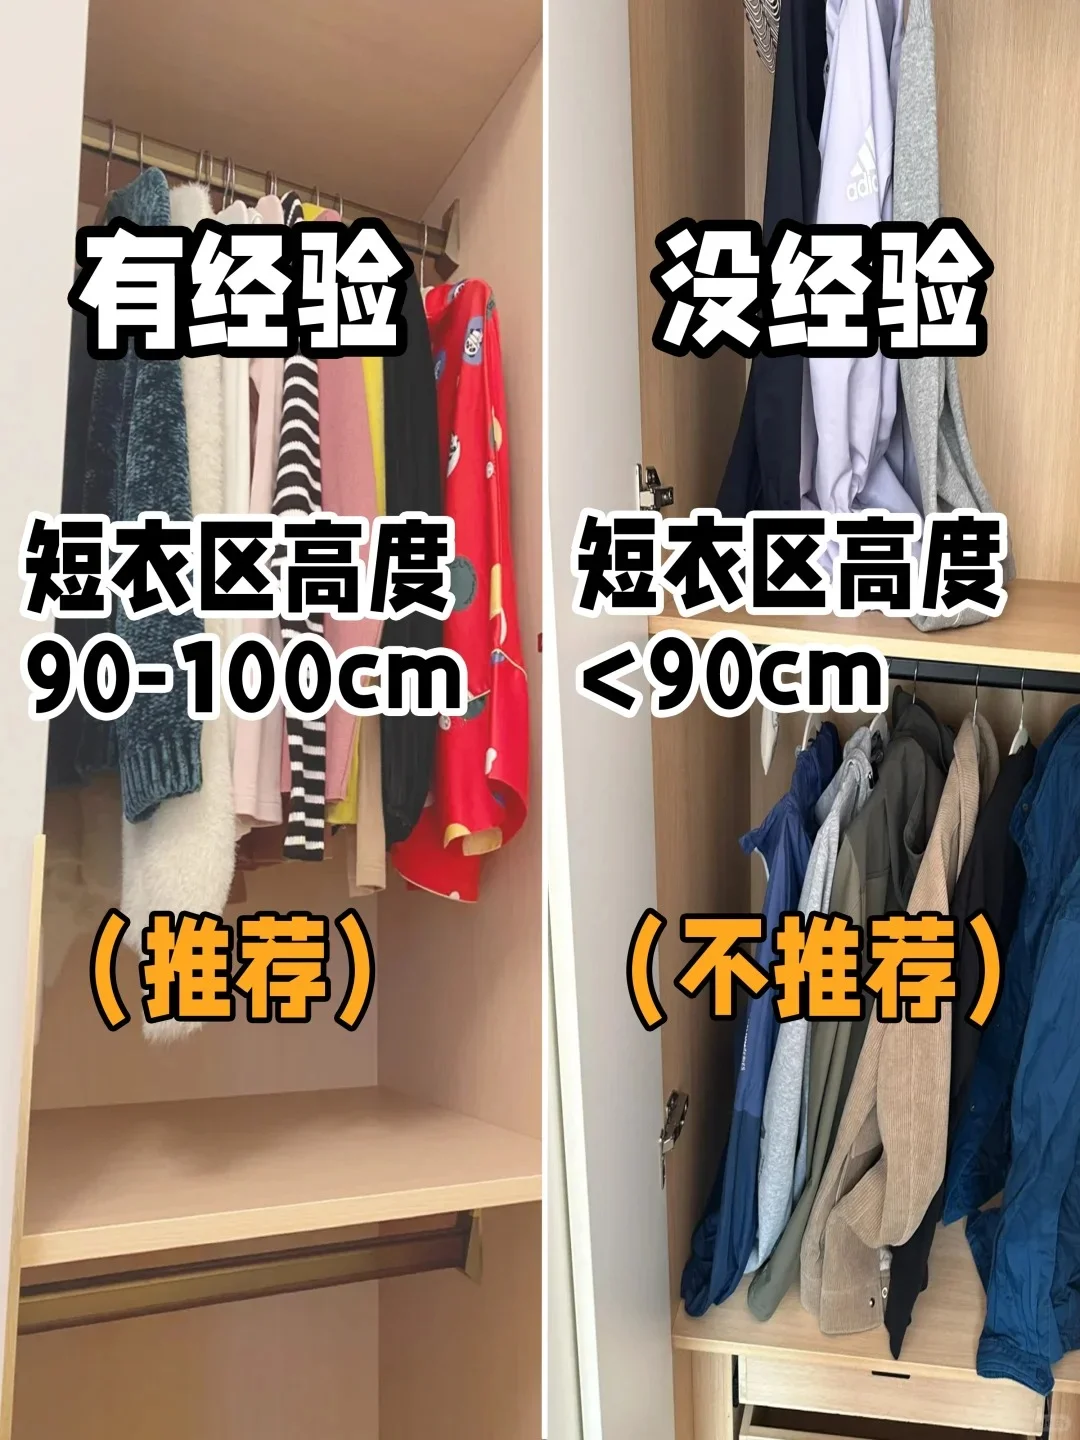 有经验
短衣区高度
90-100cm
（推荐）
没经验
短衣区高度
<90cm
（不推荐）
adidas